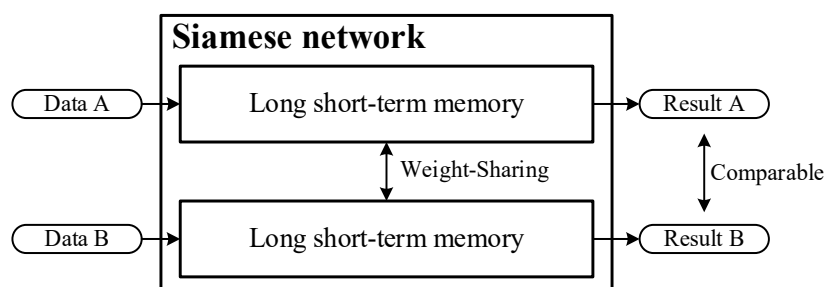 Siamese network
Data A
Long short-term memory
Result A
Weight-Sharing
Comparable
Data B
Long short-term memory
Result B